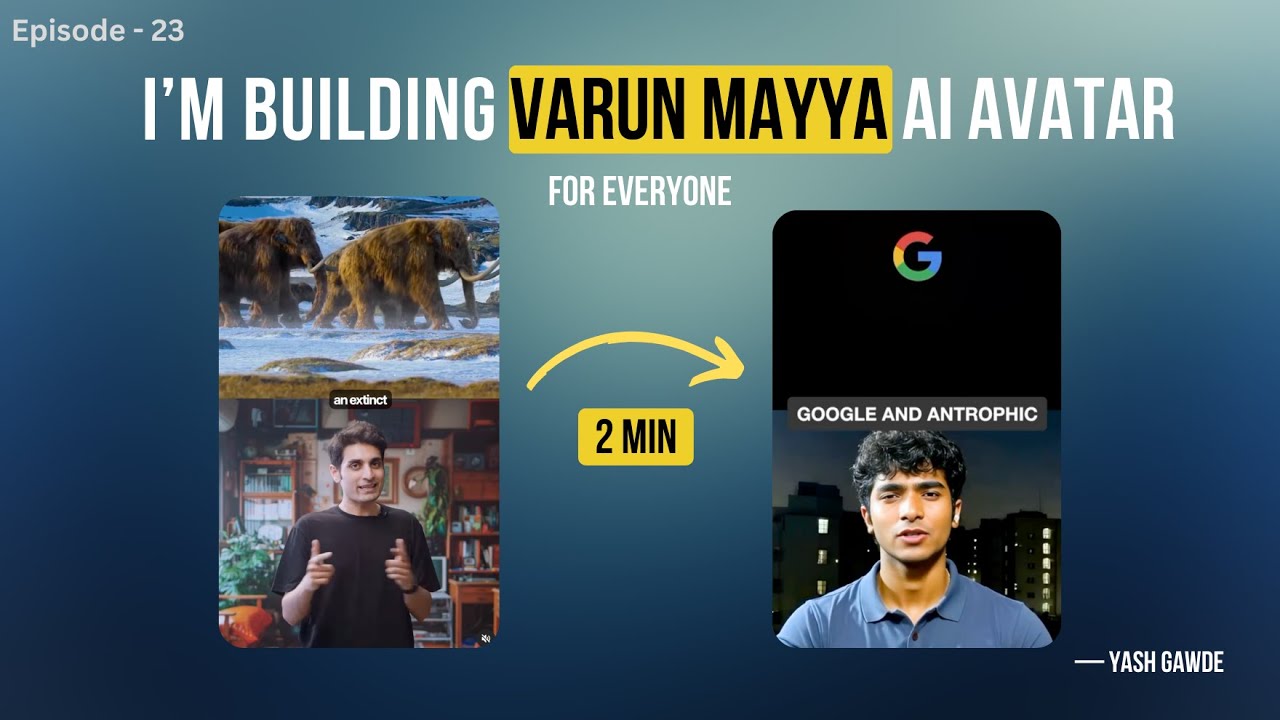 Episode - 23
I'M BUILDING VARUN MAYYA AI AVATAR
FOR EVERYONE
an extinct
2 MIN
GOOGLE AND ANTROPHIC
— YASH GAWDE